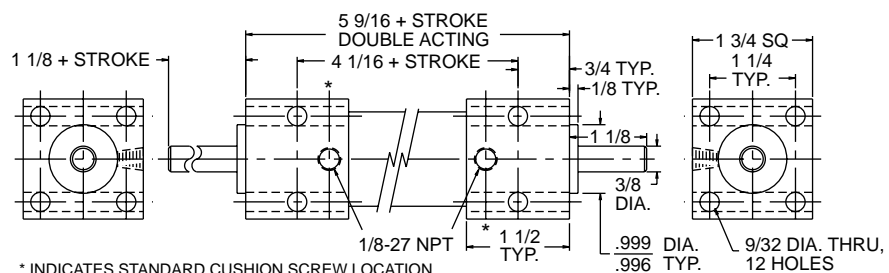 5 9/16 + STROKE
DOUBLE ACTING
1 1/8 + STROKE
4 1/16 + STROKE
3/4 TYP.
1/8 TYP.
1 3/4 SQ
1 1/4
TYP.
*
1 1/8
3/8
DIA.
*
1/8-27 NPT
1 1/2
TYP.
.999 DIA.
.996 TYP.
9/32 DIA. THRU,
12 HOLES
* INDICATES STANDARD CUSHION SCREW LOCATION